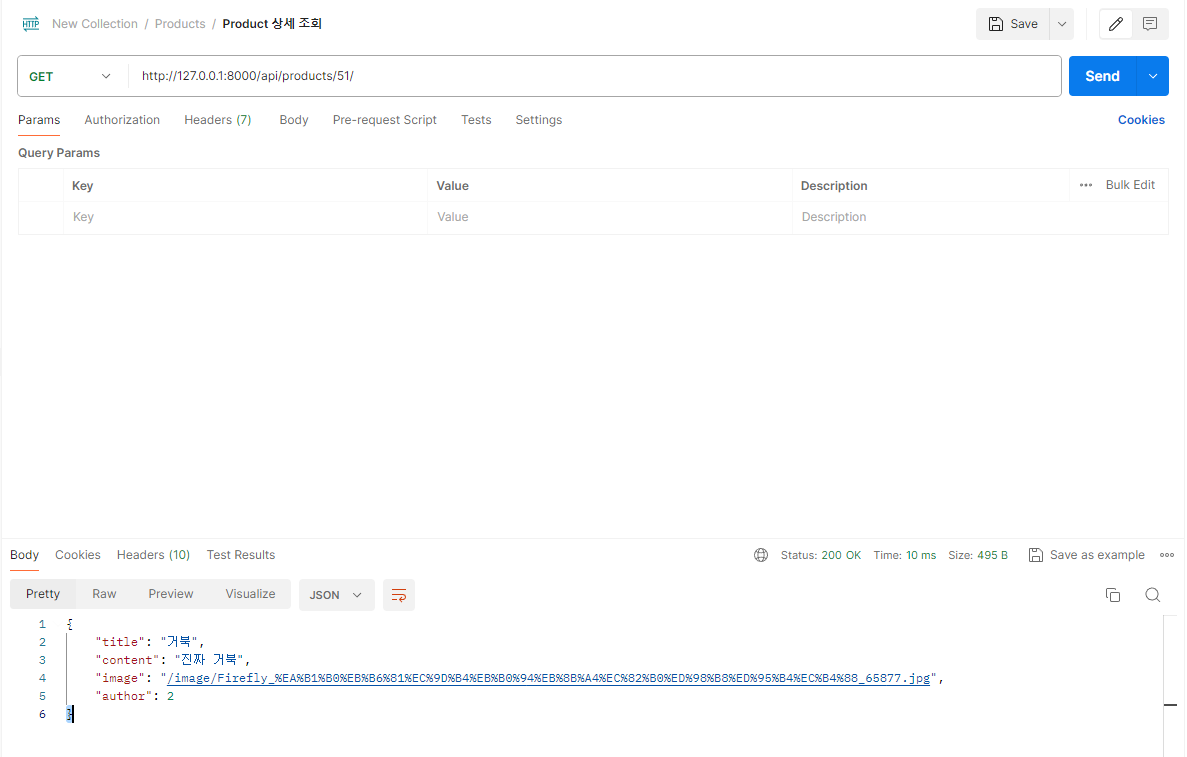 HTTP New Collection / Products / Product 상세 조회 Save
GET http://127.0.0.1:8000/api/products/51/ Send
Params Authorization Headers (7) Body Pre-request Script Tests Settings Cookies
Query Params
Key Value Description ••• Bulk Edit
Key Value Description
Body Cookies Headers (10) Test Results Status: 200 OK Time: 10 ms Size: 495 B Save as example
Pretty Raw Preview Visualize JSON
1 {
2 "title": "거북",
3 "content": "진짜 거북",
4 "image": "/image/Firefly_%EA%B1%B0%EB%B6%81%EC%9D%B4%EB%B0%94%EB%8B%A4%EC%82%B0%ED%98%B8%ED%95%B4%EC%B4%88_65877.jpg",
5 "author": 2
6 }